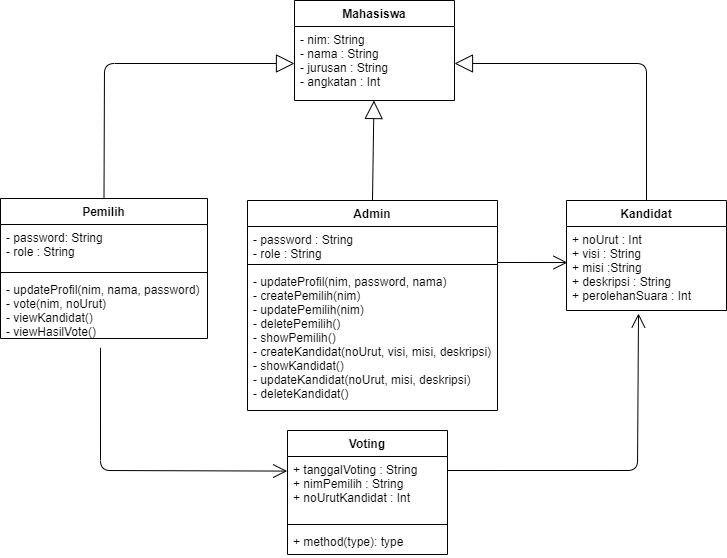 Mahasiswa
- nim: String
- nama : String
- jurusan : String
- angkatan : Int
Pemilih
- password: String
- role : String
- updateProfil(nim, nama, password)
- vote(nim, noUrut)
- viewKandidat()
- viewHasilVote()
Admin
- password : String
- role : String
- updateProfil(nim, password, nama)
- createPemilih(nim)
- updatePemilih(nim)
- deletePemilih()
- showPemilih()
- createKandidat(noUrut, visi, misi, deskripsi)
- showKandidat()
- updateKandidat(noUrut, misi, deskripsi)
- deleteKandidat()
Kandidat
+ noUrut : Int
+ visi : String
+ misi :String
+ deskripsi : String
+ perolehanSuara : Int
Voting
+ tanggalVoting : String
+ nimPemilih : String
+ noUrutKandidat : Int
+ method(type): type